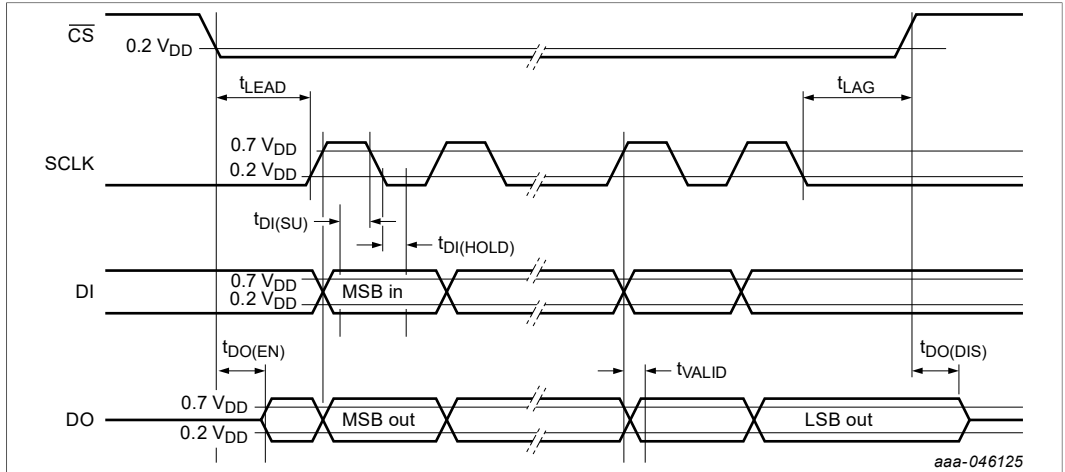 CS
0.2 VDD
tLEAD
tLAG
0.7 VDD
SCLK
0.2 VDD
tDI(SU)
tDI(HOLD)
0.7 VDD
DI
MSB in
0.2 VDD
tDO(EN)
tVALID
tDO(DIS)
0.7 VDD
DO
MSB out
LSB out
0.2 VDD
aaa-046125